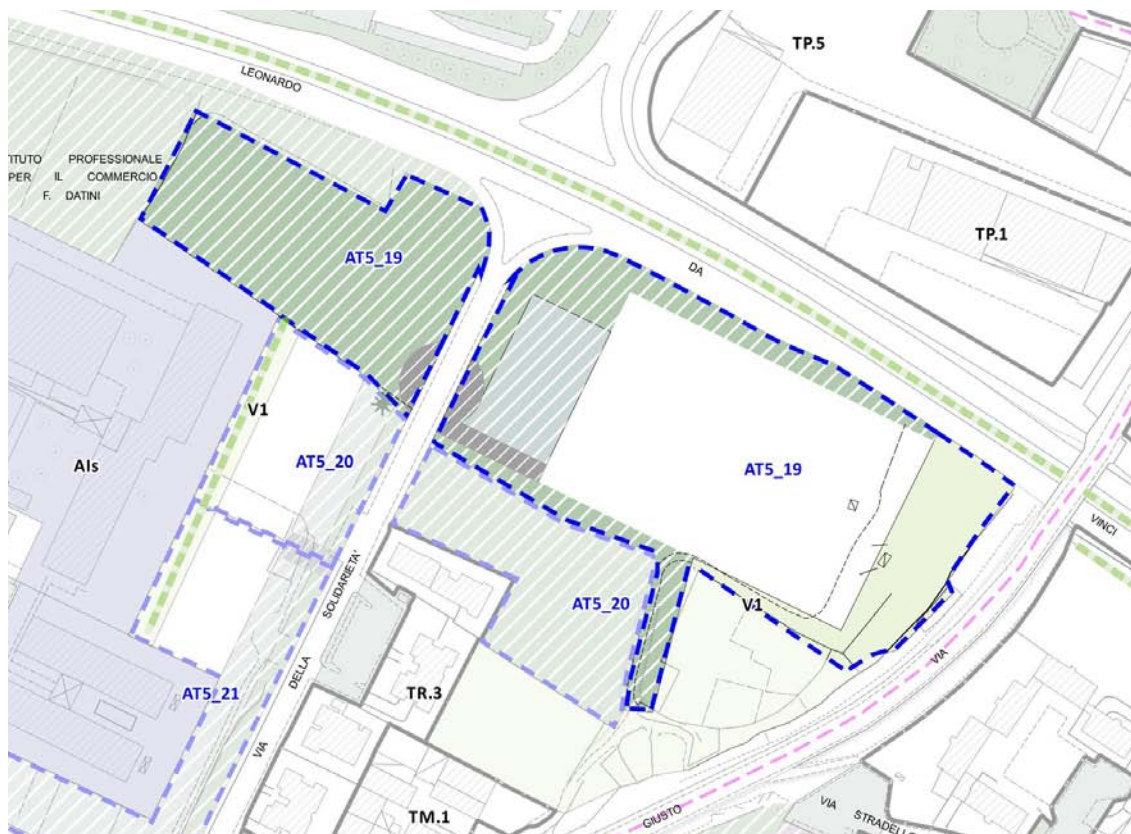 TP.5
LEONARDO
TITUTO PROFESSIONALE
PER IL COMMERCIO
F. DATINI
TP.1
AT5_19
DA
V1
AIs
AT5_20
AT5_19
VINCI
SOLIDARIETA'
AT5_20
V1
VIA
DELLA
TR.3
AT5_21
VIA
TM.1
GIUSTO
VIA STRADELLO